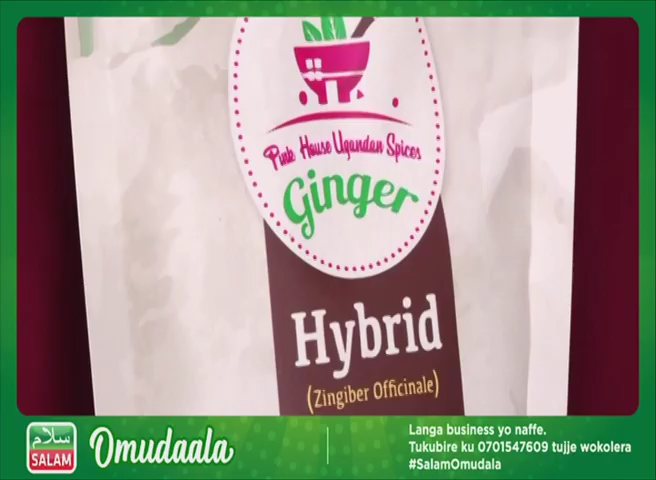 Pink House Ugandan Spices
Ginger
Hybrid
(Zingiber Officinale)
سلام
SALAM
Omudaala
Langa business yo naffe.
Tukubire ku 0701547609 tujje wokolera
#SalamOmudala